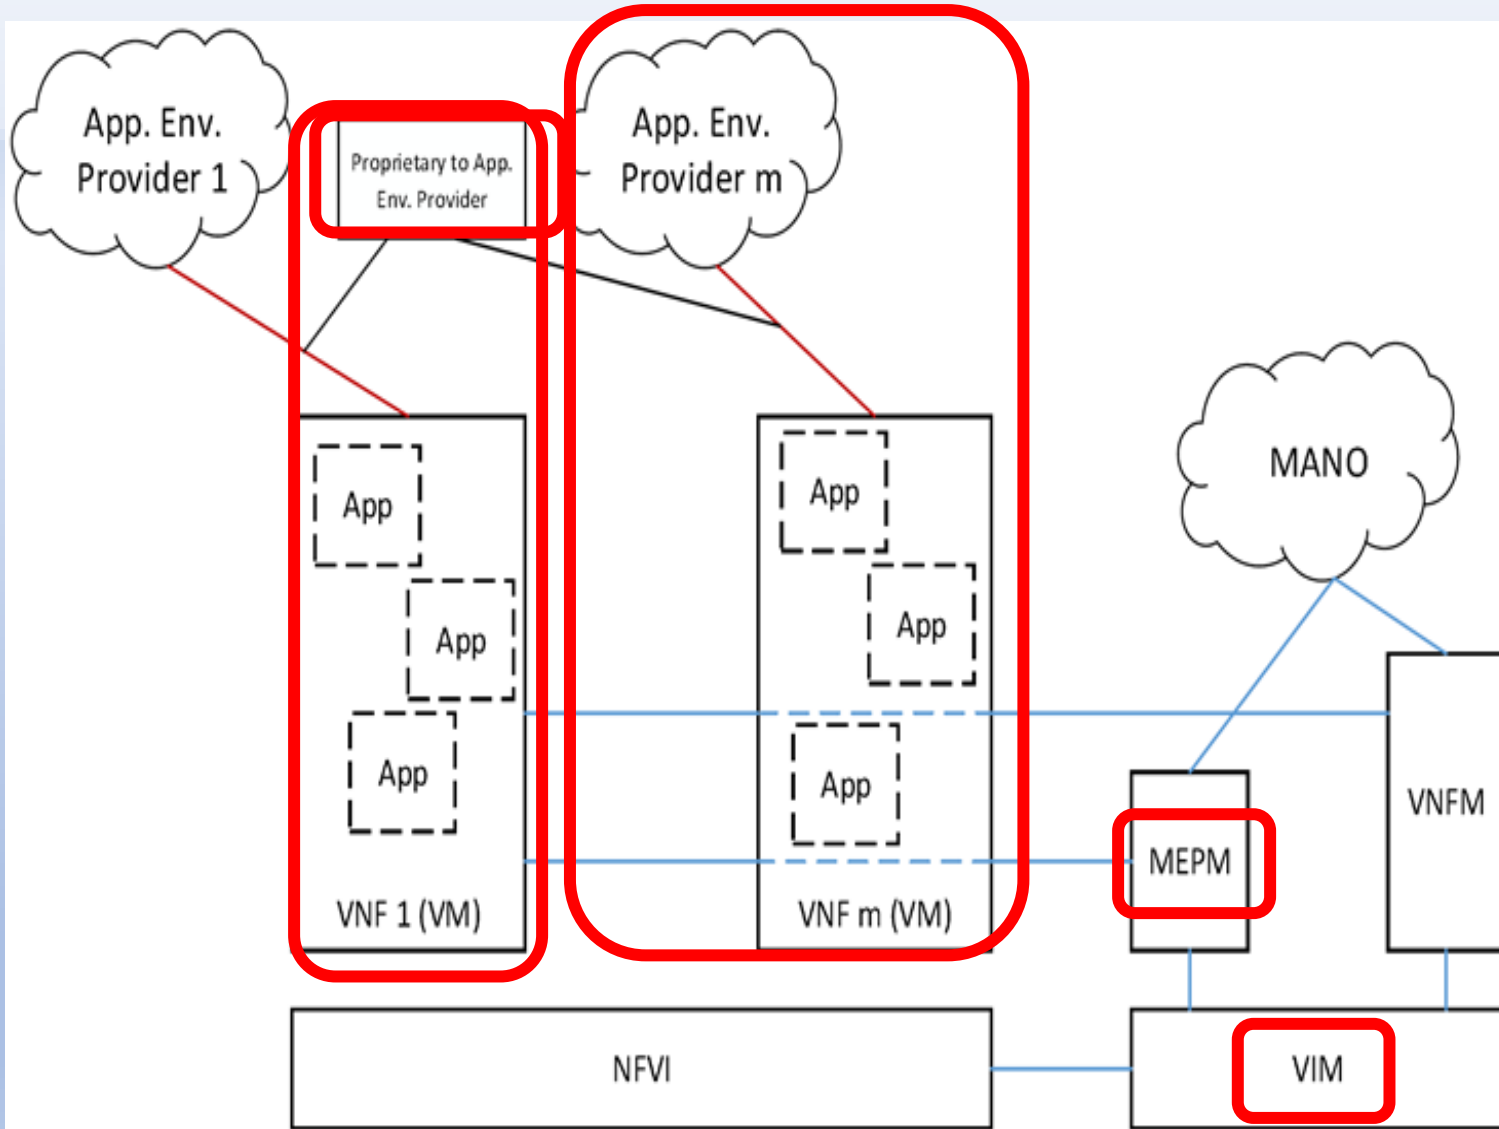 App. Env.
Provider 1
Proprietary to App.
Env. Provider
App. Env.
Provider m
App
App
App
VNF 1 (VM)
App
App
App
VNF m (VM)
MANO
MEPM
VNFM
NFVI
VIM